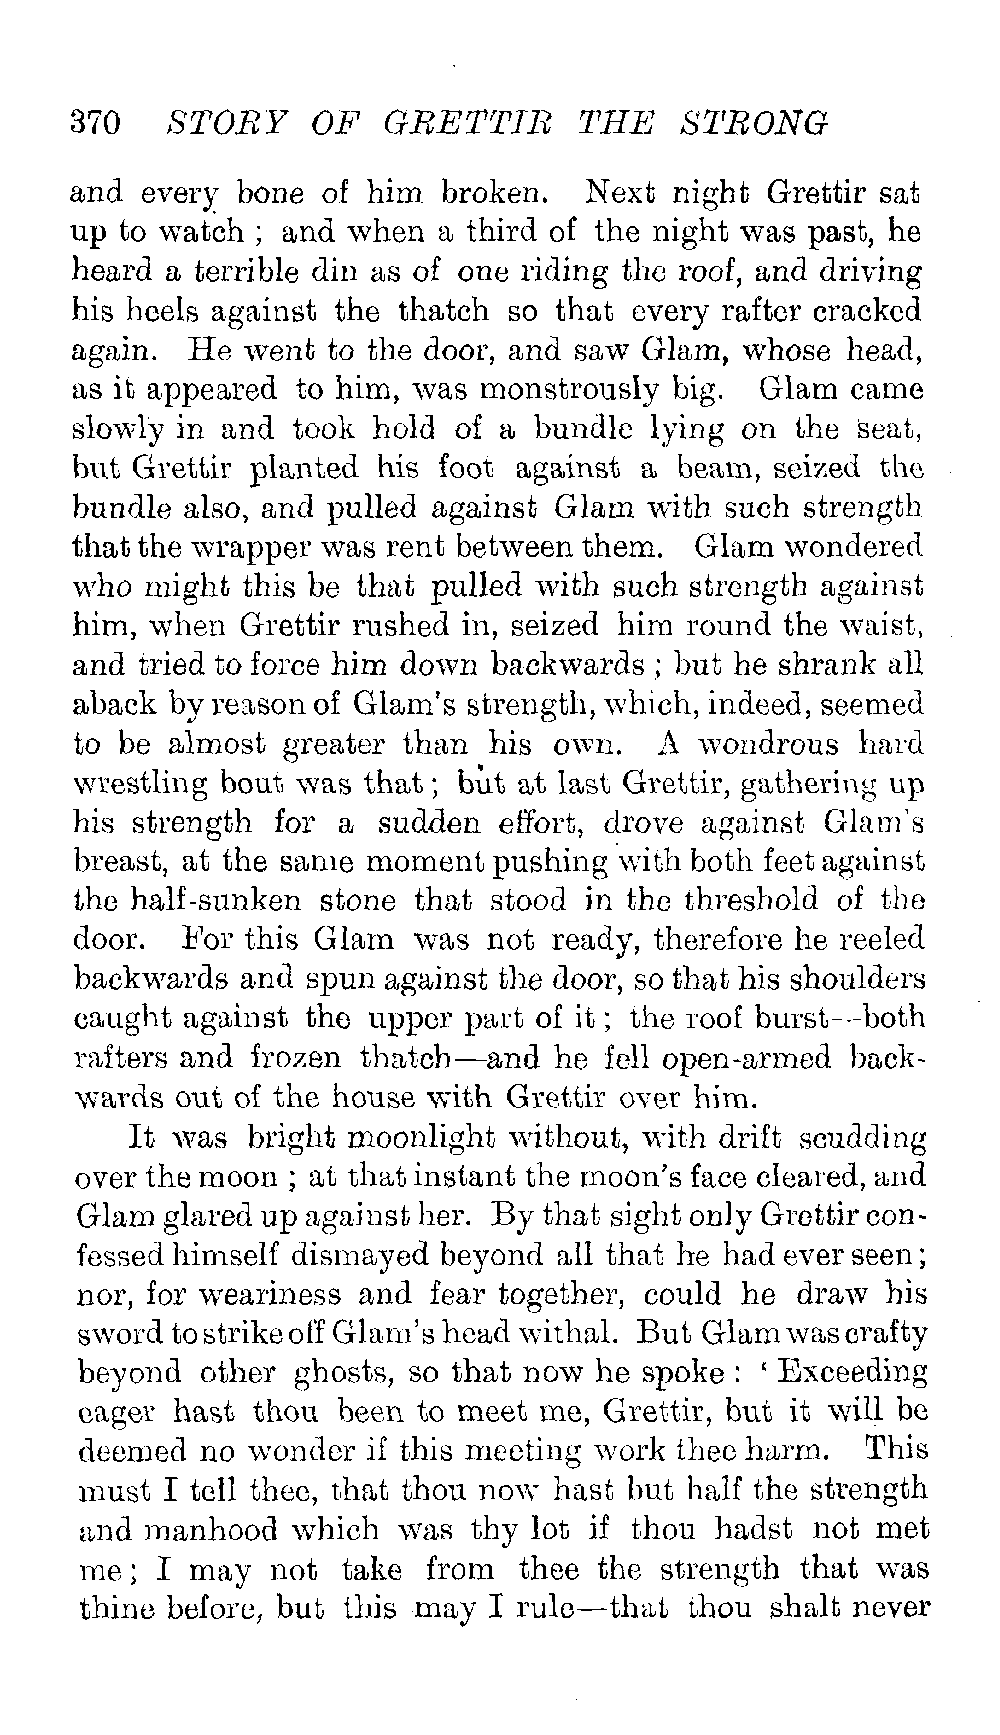 370 STORY OF GRETTIR THE STRONG
and every bone of him broken. Next night Grettir sat
up to watch ; and when a third of the night was past, he
heard a terrible din as of one riding the roof, and driving
his heels against the thatch so that every rafter cracked
again. He went to the door, and saw Glam, whose head,
as it appeared to him, was monstrously big. Glam came
slowly in and took hold of a bundle lying on the seat,
but Grettir planted his foot against a beam, seized the
bundle also, and pulled against Glam with such strength
that the wrapper was rent between them. Glam wondered
who might this be that pulled with such strength against
him, when Grettir rushed in, seized him round the waist,
and tried to force him down backwards ; but he shrank all
aback by reason of Glam's strength, which, indeed, seemed
to be almost greater than his own. A wondrous hard
wrestling bout was that ; but at last Grettir, gathering up
his strength for a sudden effort, drove against Glam's
breast, at the same moment pushing with both feet against
the half-sunken stone that stood in the threshold of the
door. For this Glam was not ready, therefore he reeled
backwards and spun against the door, so that his shoulders
caught against the upper part of it ; the roof burst—both
rafters and frozen thatch—and he fell open-armed back-
wards out of the house with Grettir over him.
It was bright moonlight without, with drift scudding
over the moon ; at that instant the moon's face cleared, and
Glam glared up against her. By that sight only Grettir con-
fessed himself dismayed beyond all that he had ever seen ;
nor, for weariness and fear together, could he draw his
sword to strike off Glam's head withal. But Glam was crafty
beyond other ghosts, so that now he spoke : ‘ Exceeding
eager hast thou been to meet me, Grettir, but it will be
deemed no wonder if this meeting work thee harm. This
must I tell thee, that thou now hast but half the strength
and manhood which was thy lot if thou hadst not met
me ; I may not take from thee the strength that was
thine before, but this may I rule—that thou shalt never